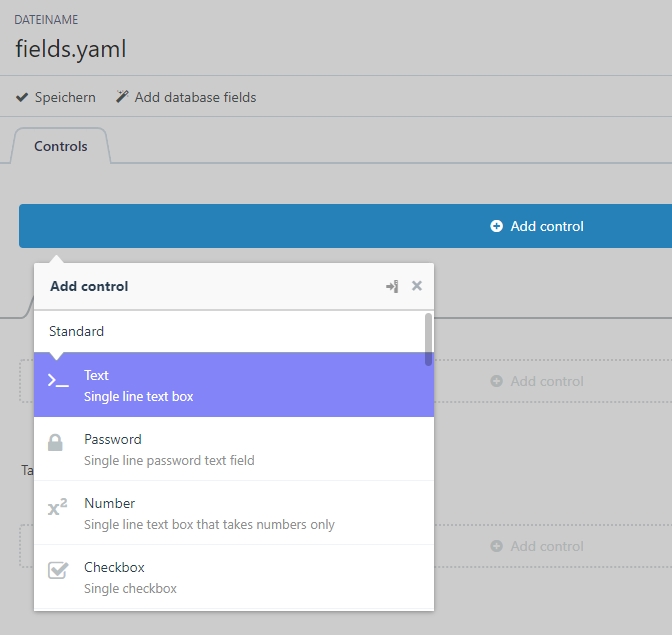 DATEINAME
fields.yaml
Speichern Add database fields
Controls
Add control
Add control
Standard
Text
Single line text box
Add control
Password
Single line password text field
Ta
Number
Single line text box that takes numbers only
Add control
Checkbox
Single checkbox